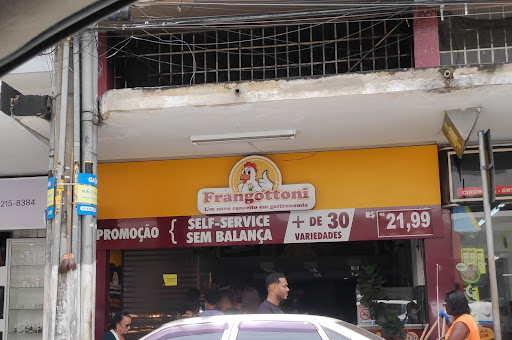 Frangottoni
Um novo conceito em gastronomia
PROMOÇÃO { SELF-SERVICE
SEM BALANÇA
+ DE 30
VARIEDADES
R$ 21,99
215-8384